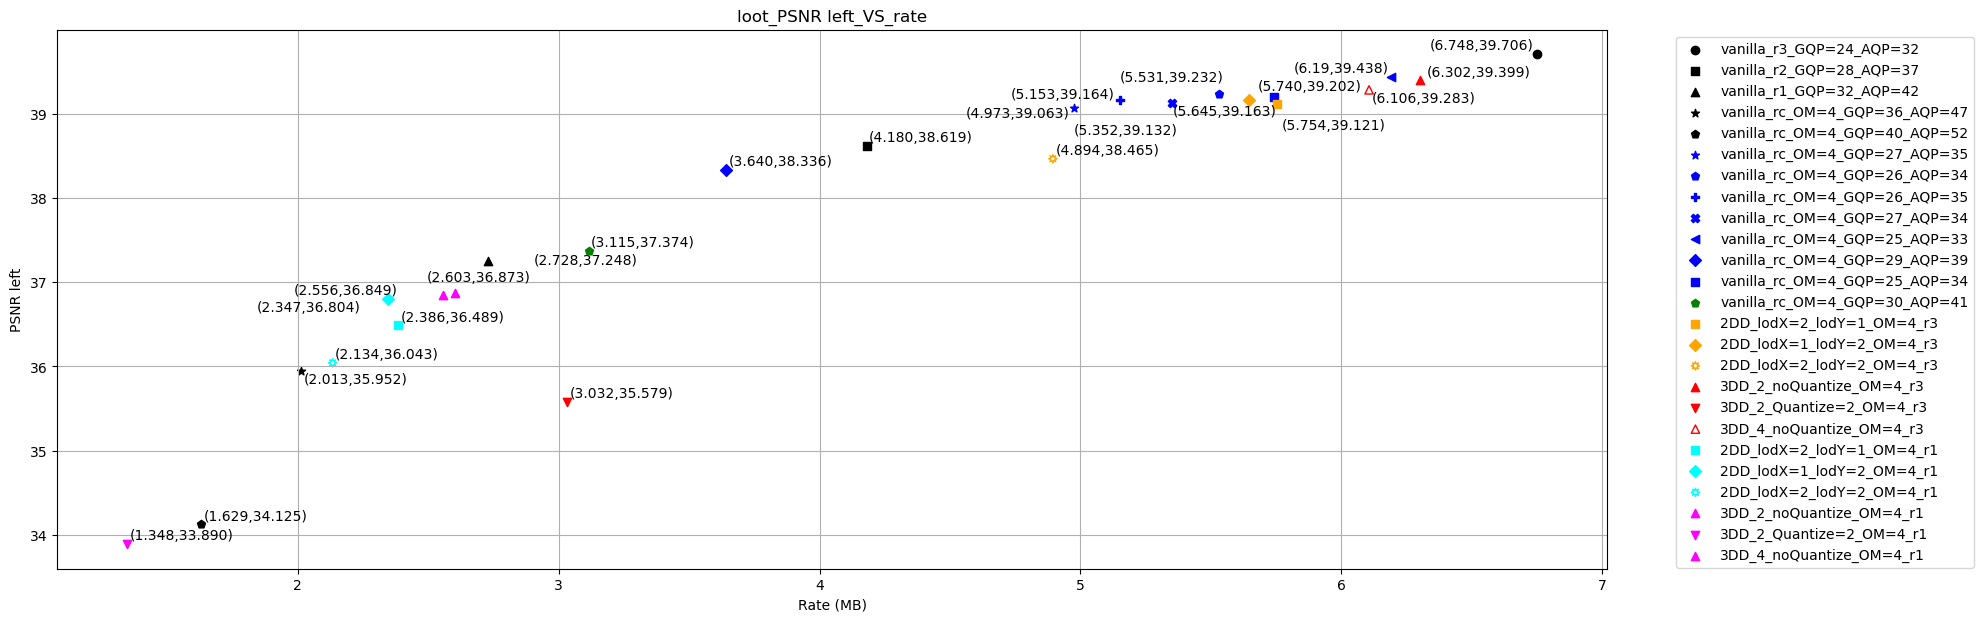 loot_PSNR left_VS_rate
(6.748,39.706)
(6.19,39.438)
(6.302,39.399)
(5.531,39.232)
(5.740,39.202)
(6.106,39.283)
(5.153,39.164)
(4.973,39.063)
(5.645,39.163)
(5.352,39.132)
(5.754,39.121)
(4.180,38.619)
(4.894,38.465)
(3.640,38.336)
(3.115,37.374)
(2.728,37.248)
(2.603,36.873)
(2.556,36.849)
(2.347,36.804)
(2.386,36.489)
(2.134,36.043)
(2.013,35.952)
(3.032,35.579)
(1.629,34.125)
(1.348,33.890)
39
38
37
36
35
34
PSNR left
2
3
4
5
6
7
Rate (MB)
vanilla_r3_GQP=24_AQP=32
vanilla_r2_GQP=28_AQP=37
vanilla_r1_GQP=32_AQP=42
vanilla_rc_OM=4_GQP=36_AQP=47
vanilla_rc_OM=4_GQP=40_AQP=52
vanilla_rc_OM=4_GQP=27_AQP=35
vanilla_rc_OM=4_GQP=26_AQP=34
vanilla_rc_OM=4_GQP=26_AQP=35
vanilla_rc_OM=4_GQP=27_AQP=34
vanilla_rc_OM=4_GQP=25_AQP=33
vanilla_rc_OM=4_GQP=29_AQP=39
vanilla_rc_OM=4_GQP=25_AQP=34
vanilla_rc_OM=4_GQP=30_AQP=41
2DD_lodX=2_lodY=1_OM=4_r3
2DD_lodX=1_lodY=2_OM=4_r3
2DD_lodX=2_lodY=2_OM=4_r3
3DD_2_noQuantize_OM=4_r3
3DD_2_Quantize=2_OM=4_r3
3DD_4_noQuantize_OM=4_r3
2DD_lodX=2_lodY=1_OM=4_r1
2DD_lodX=1_lodY=2_OM=4_r1
2DD_lodX=2_lodY=2_OM=4_r1
3DD_2_noQuantize_OM=4_r1
3DD_2_Quantize=2_OM=4_r1
3DD_4_noQuantize_OM=4_r1